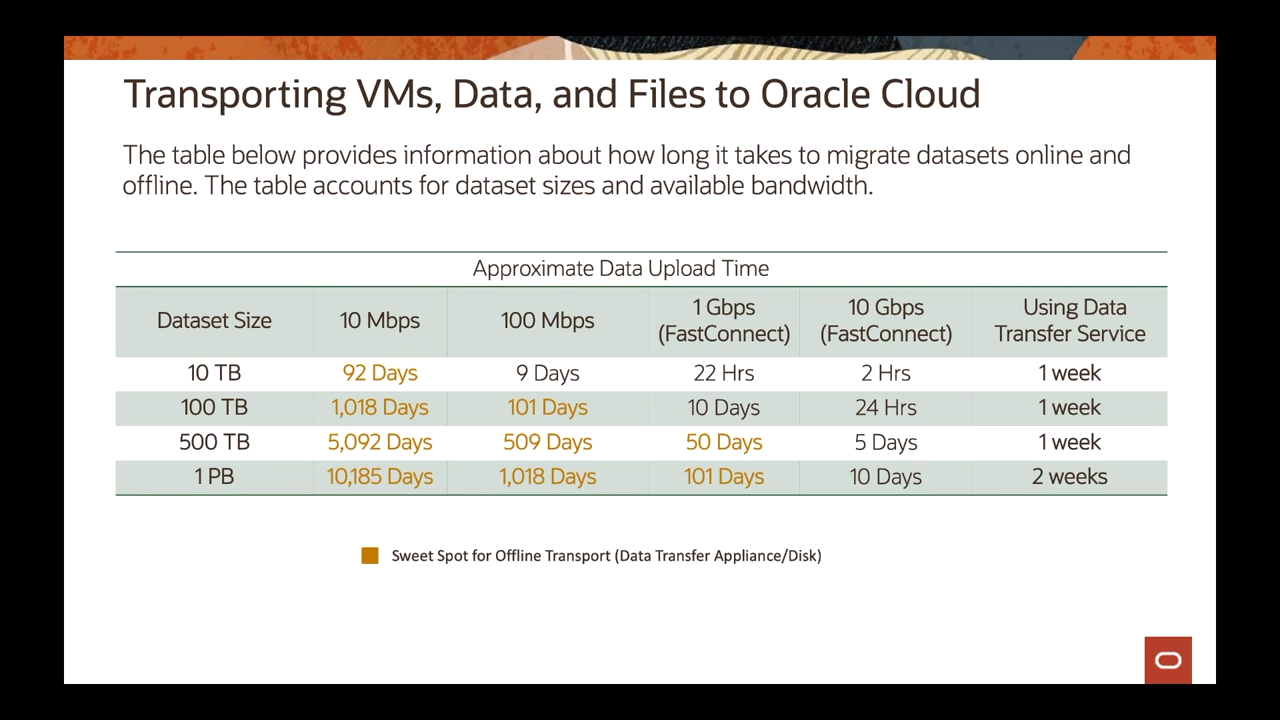 Transporting VMs, Data, and Files to Oracle Cloud
The table below provides information about how long it takes to migrate datasets online and
offline. The table accounts for dataset sizes and available bandwidth.
Approximate Data Upload Time
Dataset Size 10 Mbps 100 Mbps 1 Gbps (FastConnect) 10 Gbps (FastConnect) Using Data Transfer Service
10 TB 92 Days 9 Days 22 Hrs 2 Hrs 1 week
100 TB 1,018 Days 101 Days 10 Days 24 Hrs 1 week
500 TB 5,092 Days 509 Days 50 Days 5 Days 1 week
1 PB 10,185 Days 1,018 Days 101 Days 10 Days 2 weeks
Sweet Spot for Offline Transport (Data Transfer Appliance/Disk)